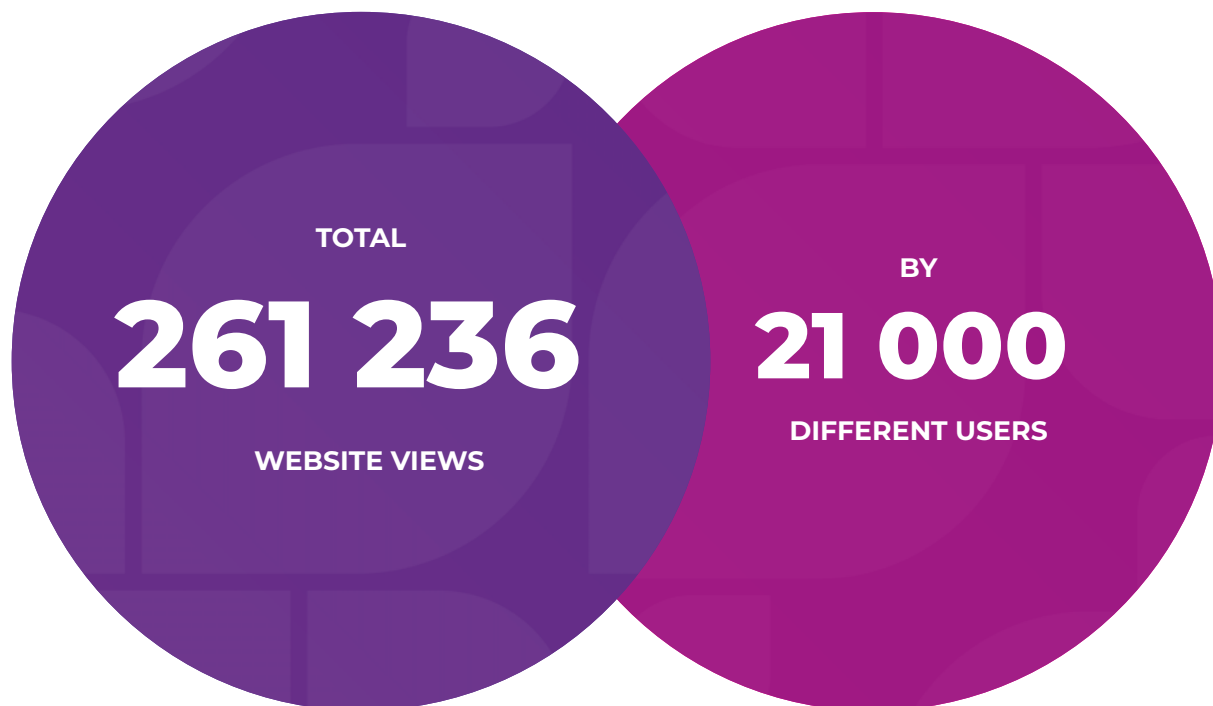 TOTAL
261 236
WEBSITE VIEWS
BY
21 000
DIFFERENT USERS